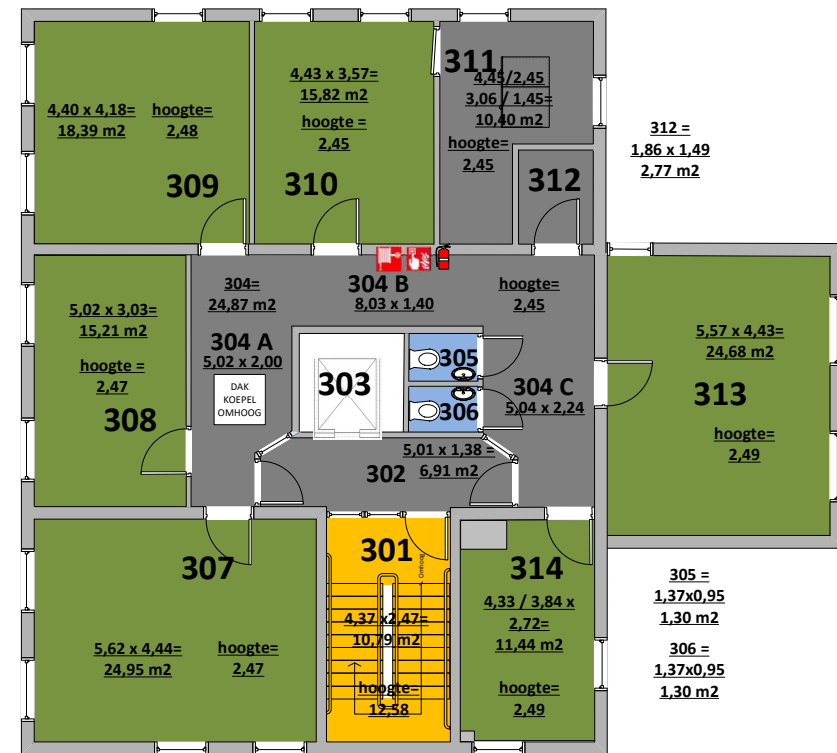 4,40 x 4,18=
18,39 m2
hoogte=
2,48
309
4,43 x 3,57=
15,82 m2
hoogte =
2,45
310
311
4,45/2,45
3,06 / 1,45=
10,40 m2
hoogte=
2,45
312
312 =
1,86 x 1,49
2,77 m2
304=
24,87 m2
304 B
8,03 x 1,40
hoogte=
2,45
5,02 x 3,03=
15,21 m2
hoogte =
2,47
308
304 A
5,02 x 2,00
DAK
KOEPEL
OMHOOG
303
305
306
304 C
5,04 x 2,24
5,57 x 4,43=
24,68 m2
313
hoogte=
2,49
302
5,01 x 1,38 =
6,91 m2
307
5,62 x 4,44=
24,95 m2
hoogte=
2,47
301
Omhoog
4,37 x2,47=
10,79 m2
hoogte=
12,58
314
4,33 / 3,84 x
2,72=
11,44 m2
hoogte=
2,49
305 =
1,37x0,95
1,30 m2
306 =
1,37x0,95
1,30 m2